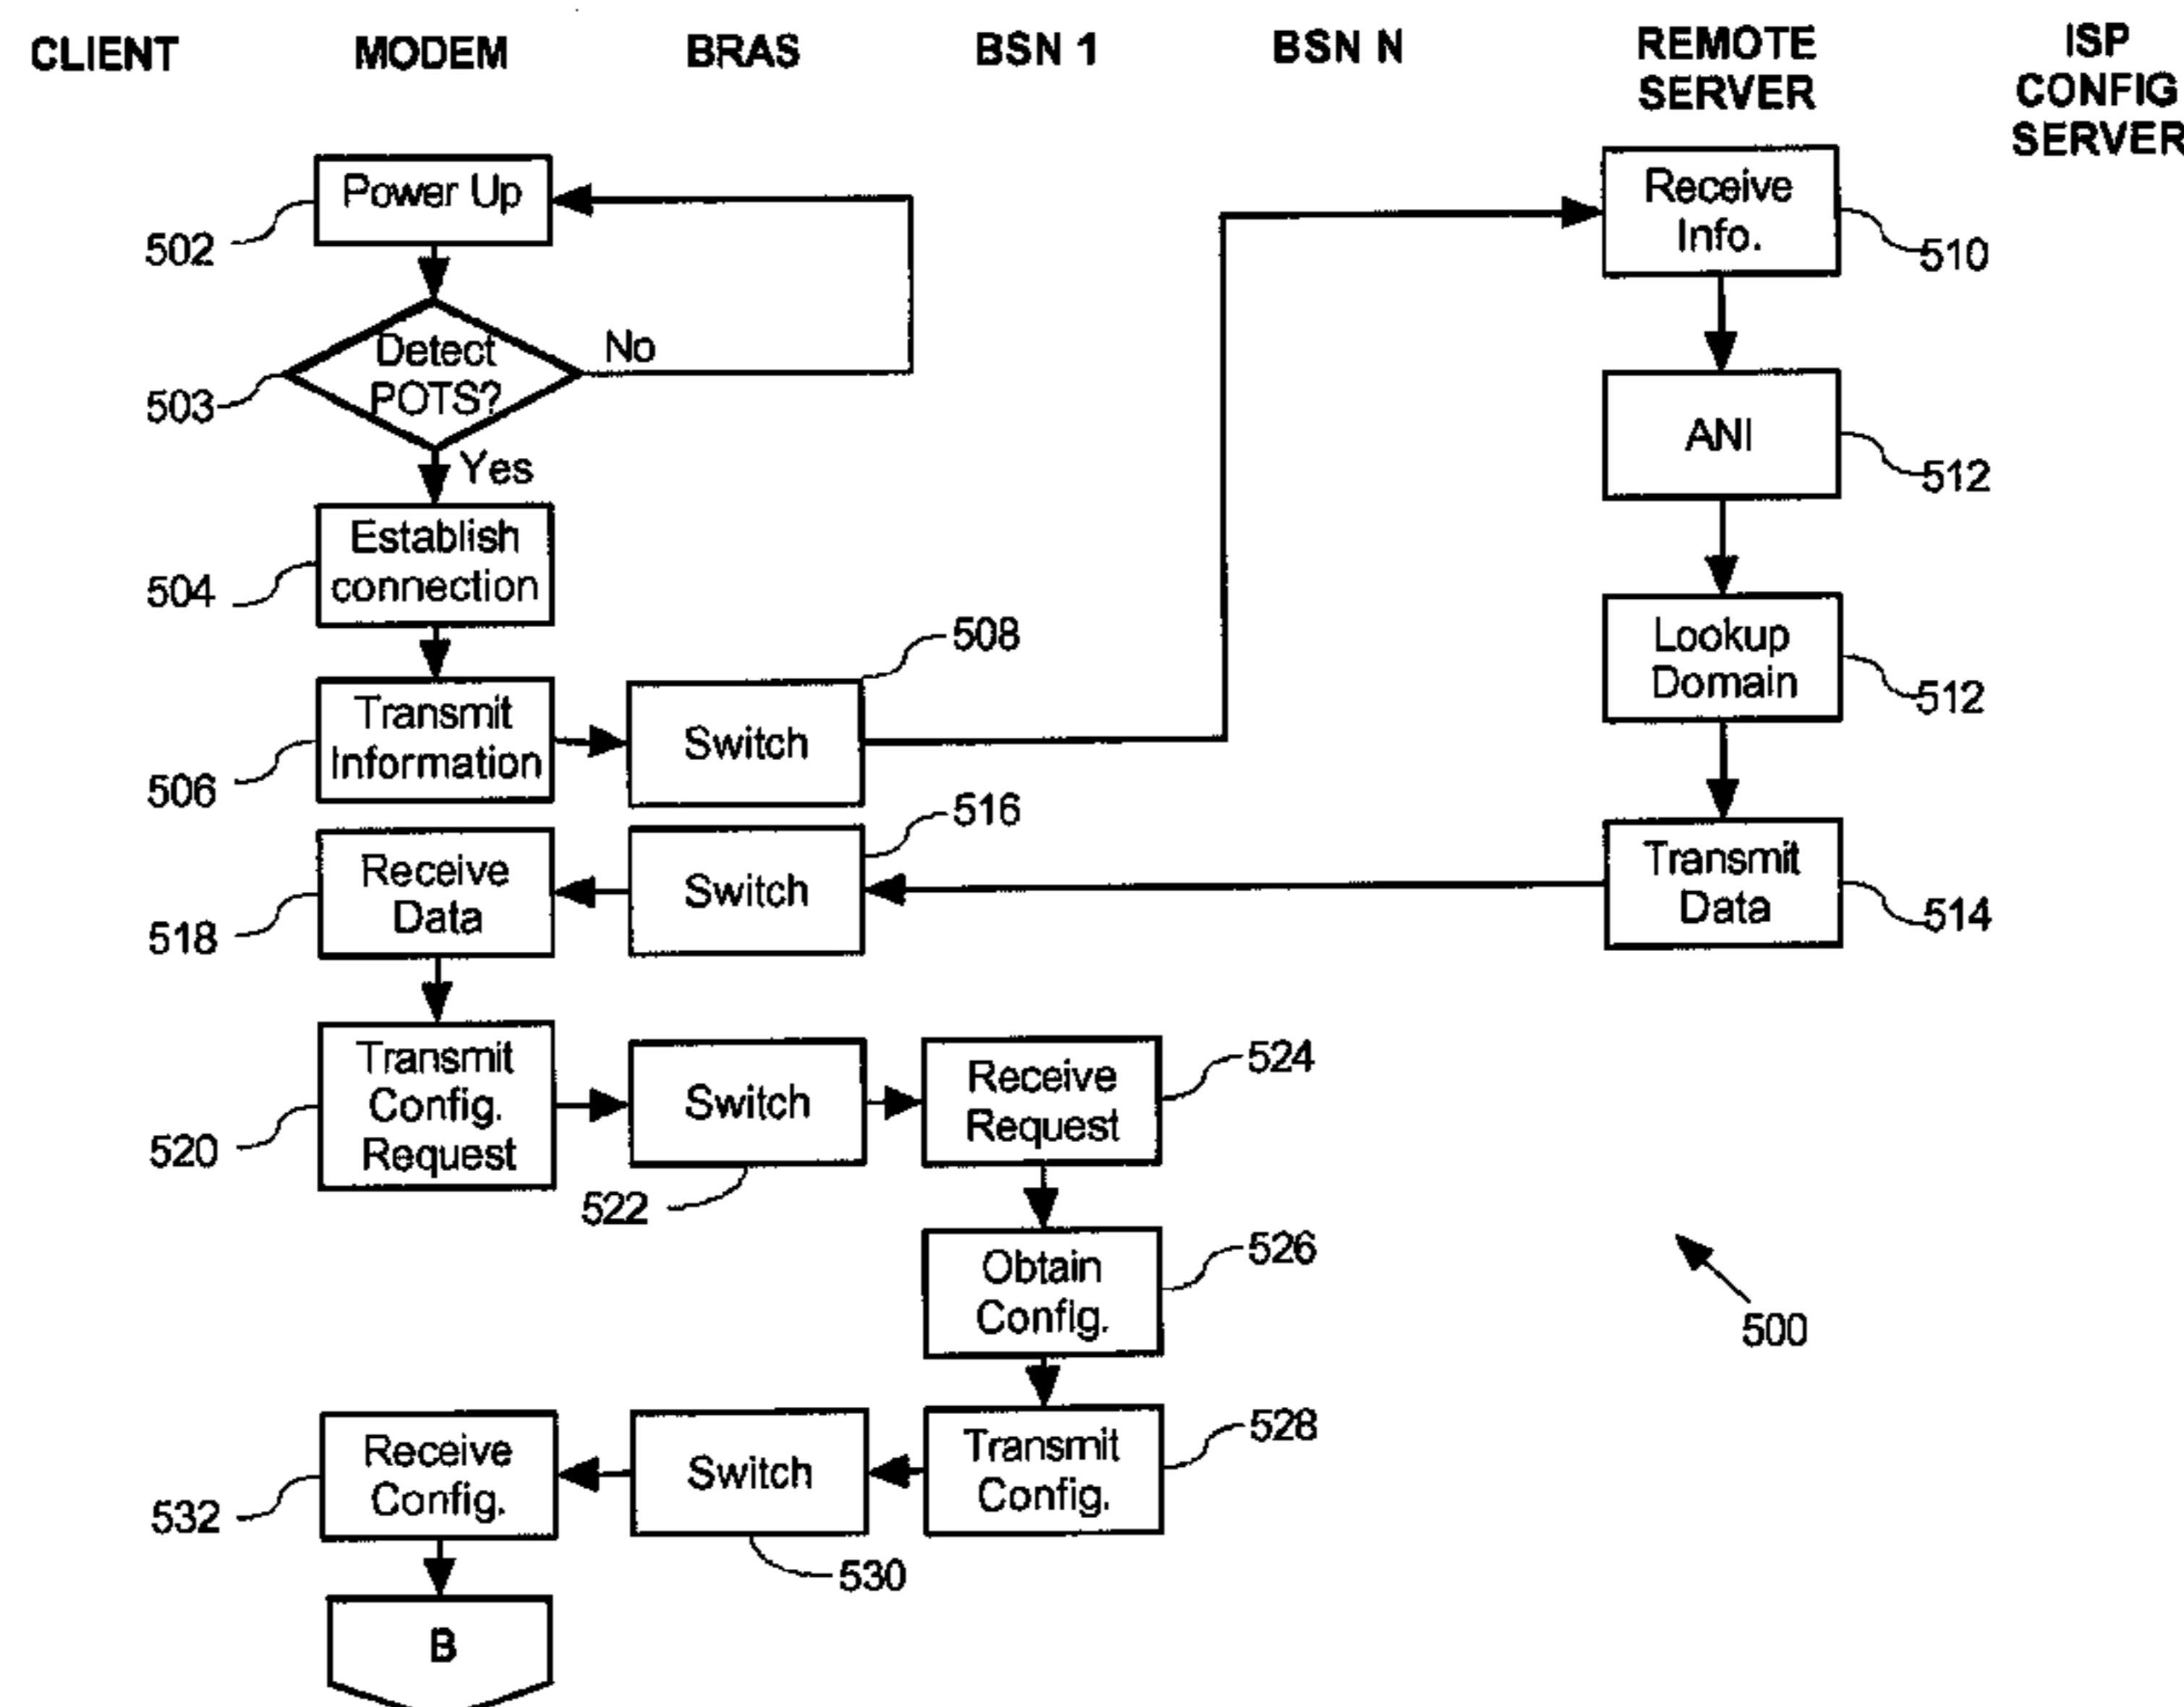 CLIENT
MODEM
BRAS
BSN 1
BSN N
REMOTE
SERVER
ISP
CONFIG
SERVER
Power Up
502
Detect
POTS?
No
503
Yes
Establish
connection
504
Transmit
Information
506
Switch
508
Receive
Info.
510
ANI
512
Lookup
Domain
512
Transmit
Data
514
Switch
516
Receive
Data
518
Transmit
Config.
Request
520
Switch
522
Receive
Request
524
Obtain
Config.
526
Transmit
Config.
528
Switch
530
Receive
Config.
532
B
500